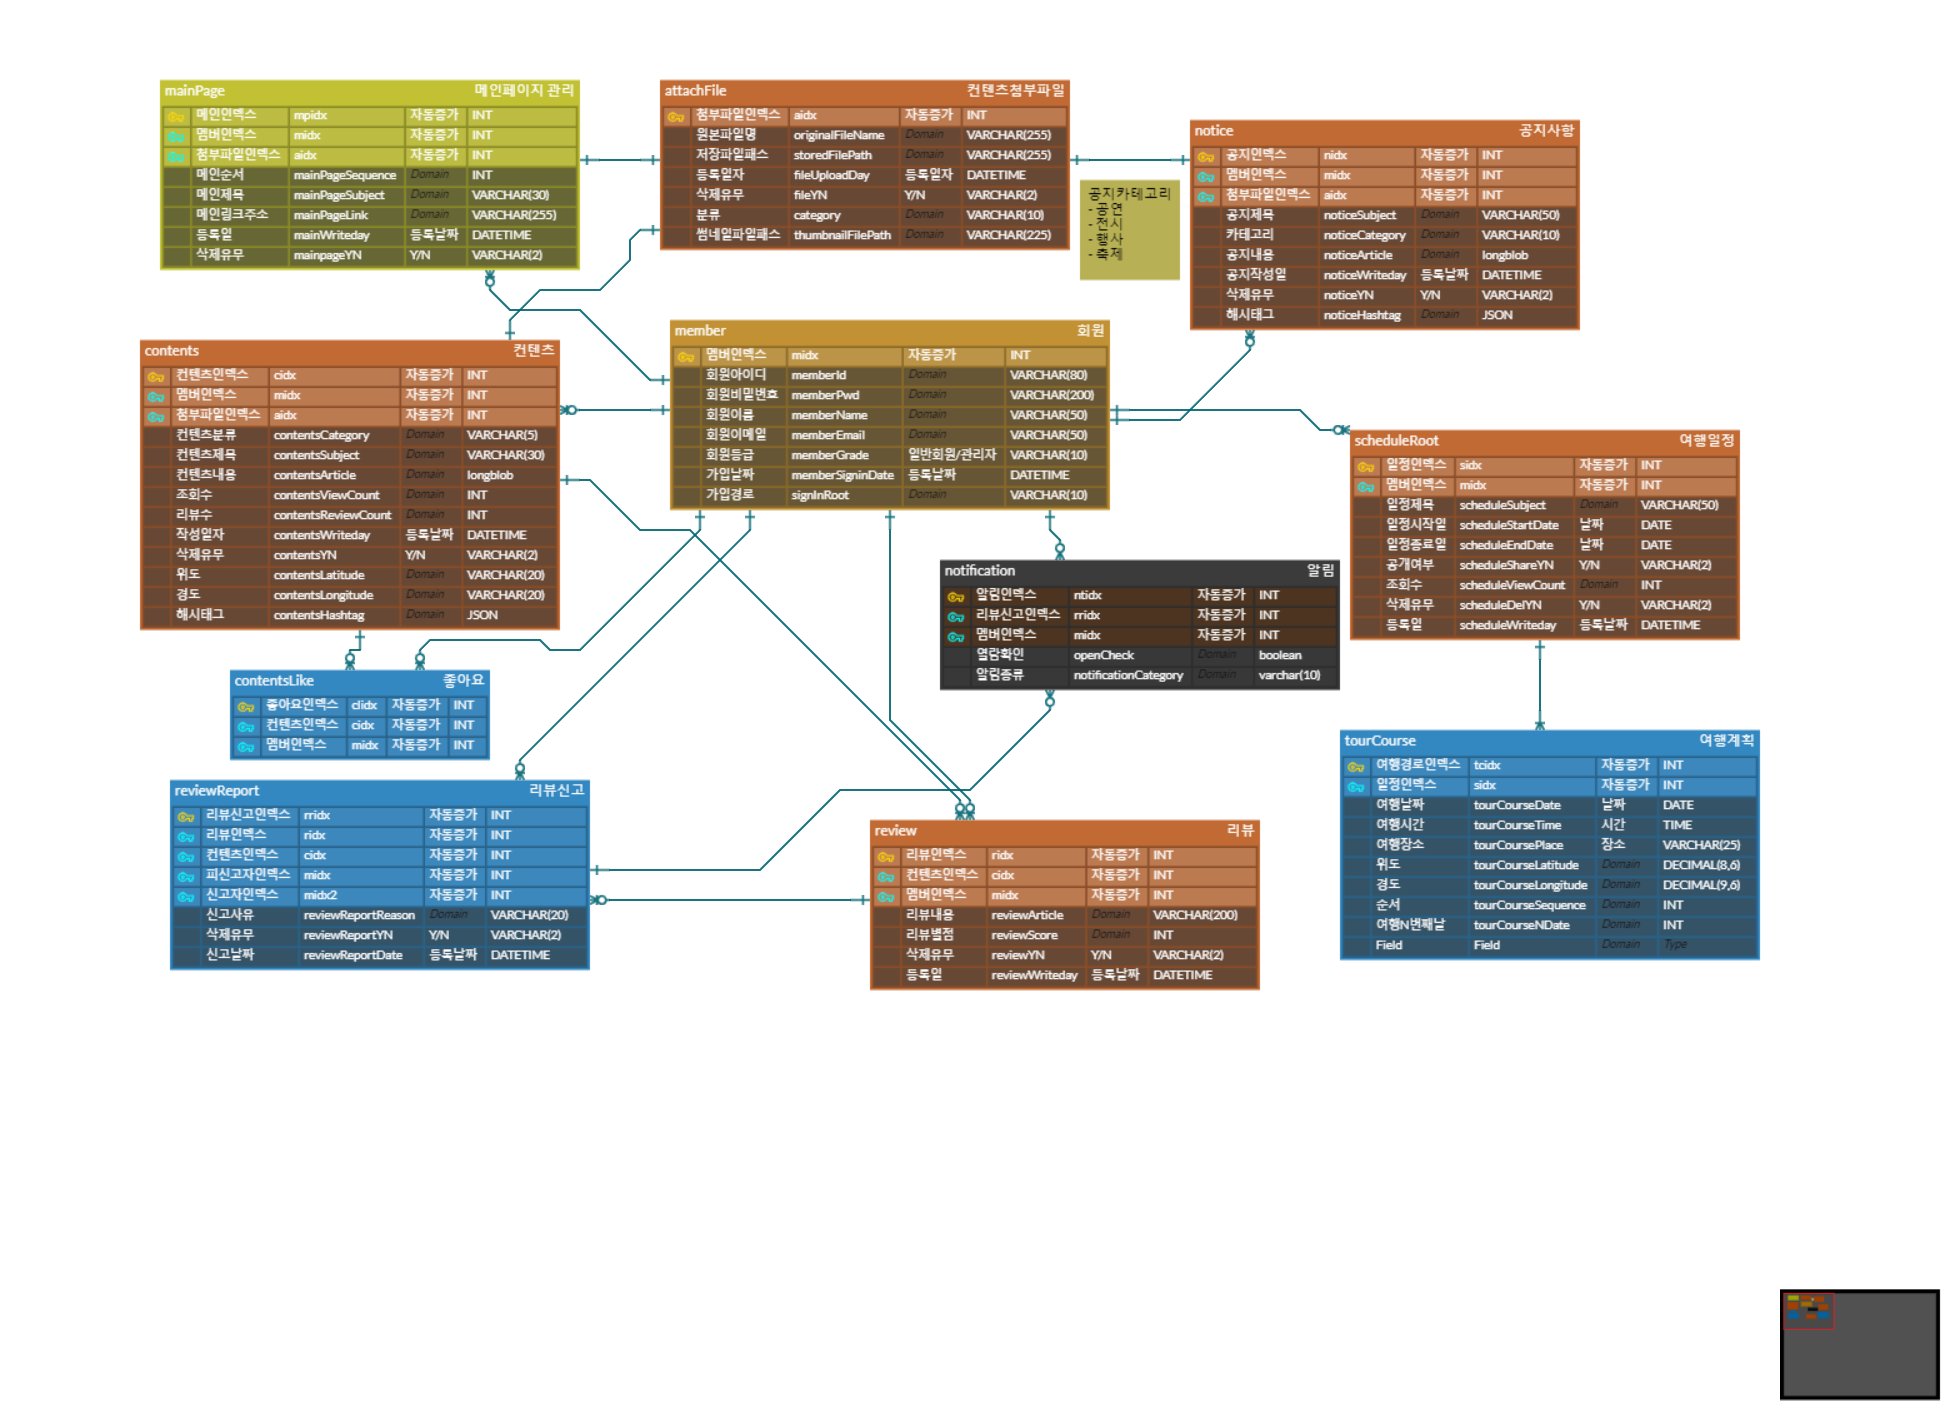 mainPage 메인페이지 관리
메인인덱스 mpidx 자동증가 INT
멤버인덱스 midx 자동증가 INT
첨부파일인덱스 aidx 자동증가 INT
메인순서 mainPageSequence Domain INT
메인제목 mainPageSubject Domain VARCHAR(30)
메인링크주소 mainPageLink Domain VARCHAR(255)
등록일 mainWriteday 등록날짜 DATETIME
삭제유무 mainpageYN Y/N VARCHAR(2)
attachFile 컨텐츠첨부파일
첨부파일인덱스 aidx 자동증가 INT
원본파일명 originalFileName Domain VARCHAR(255)
저장파일패스 storedFilePath Domain VARCHAR(255)
등록일자 fileUploadDay 등록일자 DATETIME
삭제유무 fileYN Y/N VARCHAR(2)
분류 category Domain VARCHAR(10)
썸네일파일패스 thumbnailFilePath Domain VARCHAR(225)
공지카테고리
- 공연
- 전시
- 행사
- 축제
notice 공지사항
공지인덱스 nidx 자동증가 INT
멤버인덱스 midx 자동증가 INT
첨부파일인덱스 aidx 자동증가 INT
공지제목 noticeSubject Domain VARCHAR(50)
카테고리 noticeCategory Domain VARCHAR(10)
공지내용 noticeArticle Domain longblob
공지작성일 noticeWriteday 등록날짜 DATETIME
삭제유무 noticeYN Y/N VARCHAR(2)
해시태그 noticeHashtag Domain JSON
contents 컨텐츠
컨텐츠인덱스 cidx 자동증가 INT
멤버인덱스 midx 자동증가 INT
첨부파일인덱스 aidx 자동증가 INT
컨텐츠분류 contentsCategory Domain VARCHAR(5)
컨텐츠제목 contentsSubject Domain VARCHAR(30)
컨텐츠내용 contentsArticle Domain longblob
조회수 contentsViewCount Domain INT
리뷰수 contentsReviewCount Domain INT
작성일자 contentsWriteday 등록날짜 DATETIME
삭제유무 contentsYN Y/N VARCHAR(2)
위도 contentsLatitude Domain VARCHAR(20)
경도 contentsLongitude Domain VARCHAR(20)
해시태그 contentsHashtag Domain JSON
member 회원
멤버인덱스 midx 자동증가 INT
회원아이디 memberId Domain VARCHAR(80)
회원비밀번호 memberPwd Domain VARCHAR(200)
회원이름 memberName Domain VARCHAR(50)
회원이메일 memberEmail Domain VARCHAR(50)
회원등급 memberGrade 일반회원/관리자 VARCHAR(10)
가입날짜 memberSigninDate 등록날짜 DATETIME
가입경로 signInRoot Domain VARCHAR(10)
scheduleRoot 여행일정
일정인덱스 sidx 자동증가 INT
멤버인덱스 midx 자동증가 INT
일정제목 scheduleSubject Domain VARCHAR(50)
일정시작일 scheduleStartDate 날짜 DATE
일정종료일 scheduleEndDate 날짜 DATE
공개여부 scheduleShareYN Y/N VARCHAR(2)
조회수 scheduleViewCount Domain INT
삭제유무 scheduleDelYN Y/N VARCHAR(2)
등록일 scheduleWriteday 등록날짜 DATETIME
notification 알림
알림인덱스 ntidx 자동증가 INT
리뷰신고인덱스 rridx 자동증가 INT
멤버인덱스 midx 자동증가 INT
열람확인 openCheck Domain boolean
알림종류 notificationCategory Domain varchar(10)
contentsLike 좋아요
좋아요인덱스 clidx 자동증가 INT
컨텐츠인덱스 cidx 자동증가 INT
멤버인덱스 midx 자동증가 INT
reviewReport 리뷰신고
리뷰신고인덱스 rridx 자동증가 INT
리뷰인덱스 ridx 자동증가 INT
컨텐츠인덱스 cidx 자동증가 INT
피신고자인덱스 midx 자동증가 INT
신고자인덱스 midx2 자동증가 INT
신고사유 reviewReportReason Domain VARCHAR(20)
삭제유무 reviewReportYN Y/N VARCHAR(2)
신고날짜 reviewReportDate 등록날짜 DATETIME
review 리뷰
리뷰인덱스 ridx 자동증가 INT
컨텐츠인덱스 cidx 자동증가 INT
멤버인덱스 midx 자동증가 INT
리뷰내용 reviewArticle Domain VARCHAR(200)
리뷰별점 reviewScore Domain INT
삭제유무 reviewYN Y/N VARCHAR(2)
등록일 reviewWriteday 등록날짜 DATETIME
tourCourse 여행계획
여행경로인덱스 tcidx 자동증가 INT
일정인덱스 sidx 자동증가 INT
여행날짜 tourCourseDate 날짜 DATE
여행시간 tourCourseTime 시간 TIME
여행장소 tourCoursePlace 장소 VARCHAR(25)
위도 tourCourseLatitude Domain DECIMAL(8,6)
경도 tourCourseLongitude Domain DECIMAL(9,6)
순서 tourCourseSequence Domain INT
여행N번째날 tourCourseNDate Domain INT
Field Field Domain Type